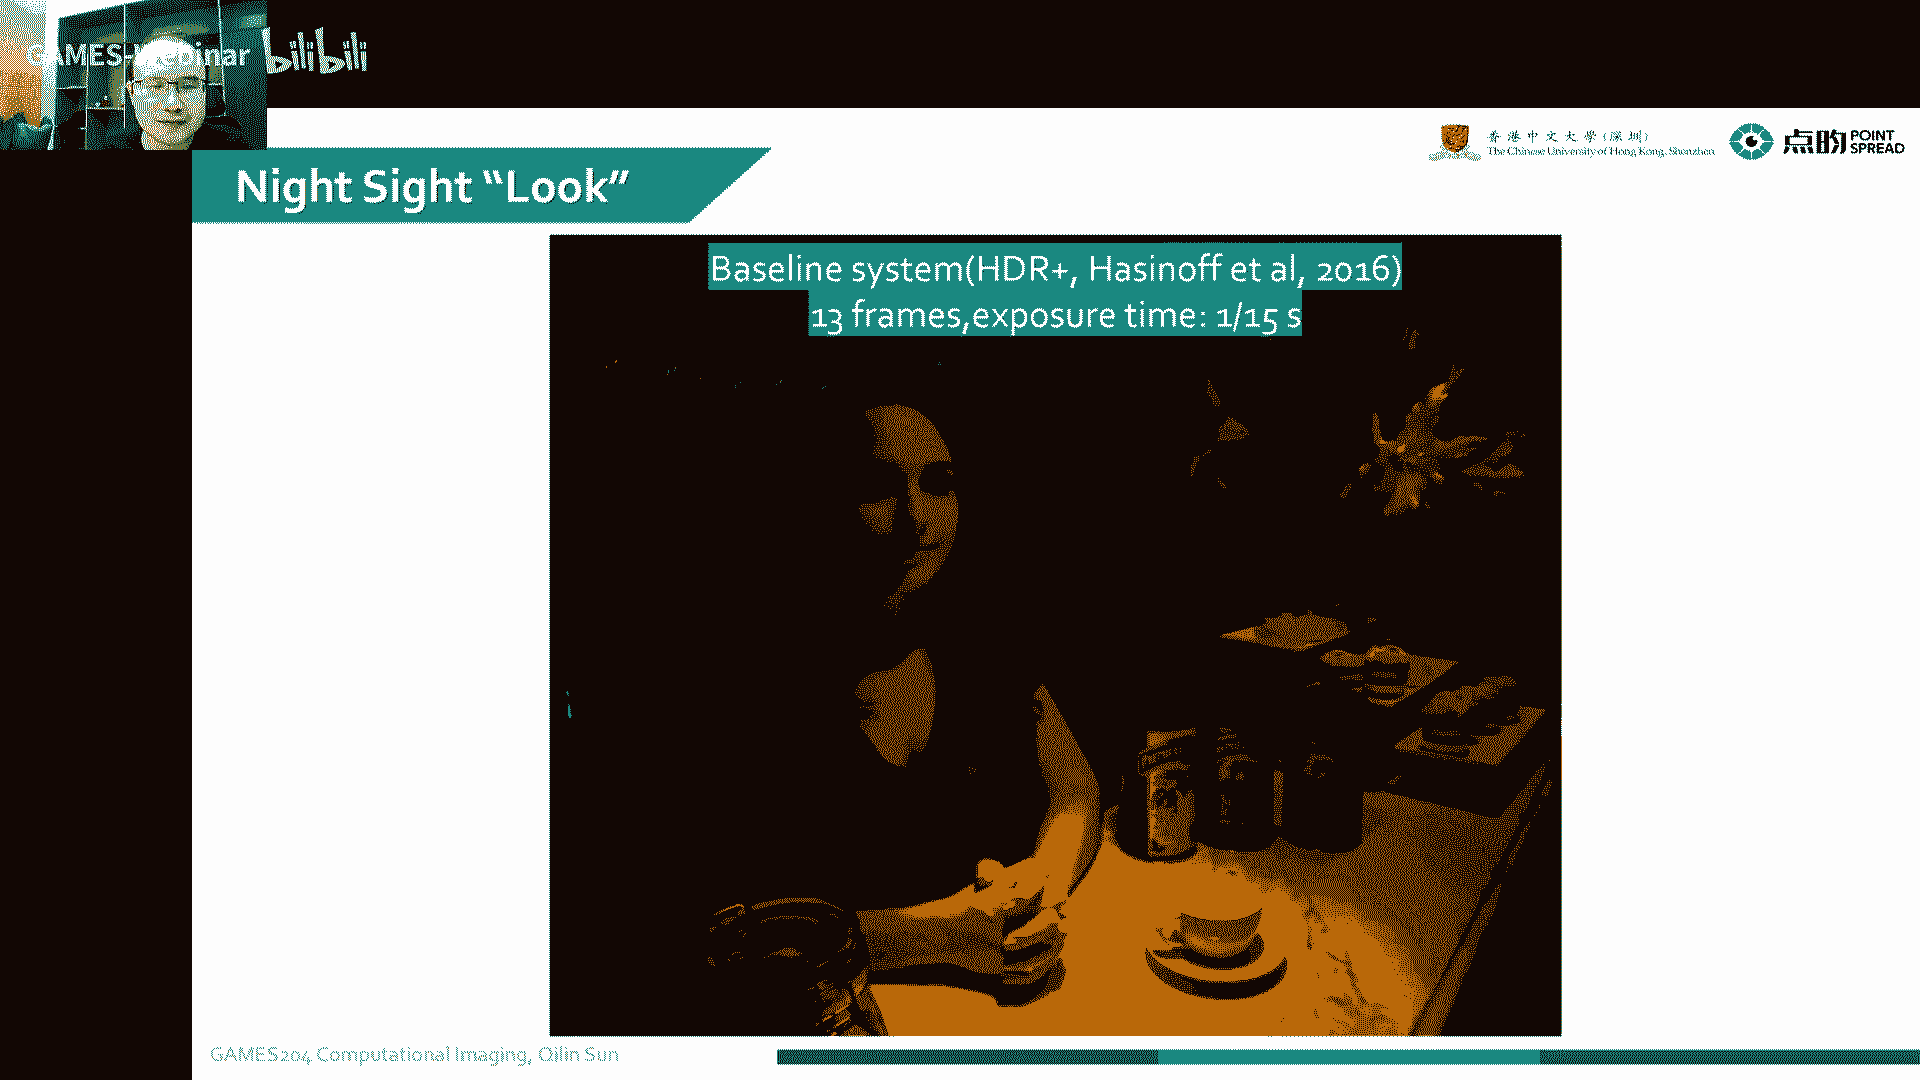 GAMES-Webinar bilibili
香港中文大學(深圳)
The Chinese University of Hong Kong, Shenzhen
点昀 POINT SPREAD
Night Sight “Look”
Baseline system(HDR+, Hasinoff et al, 2016)
13 frames,exposure time: 1/15 s
GAMES204 Computational Imaging, Qilin Sun